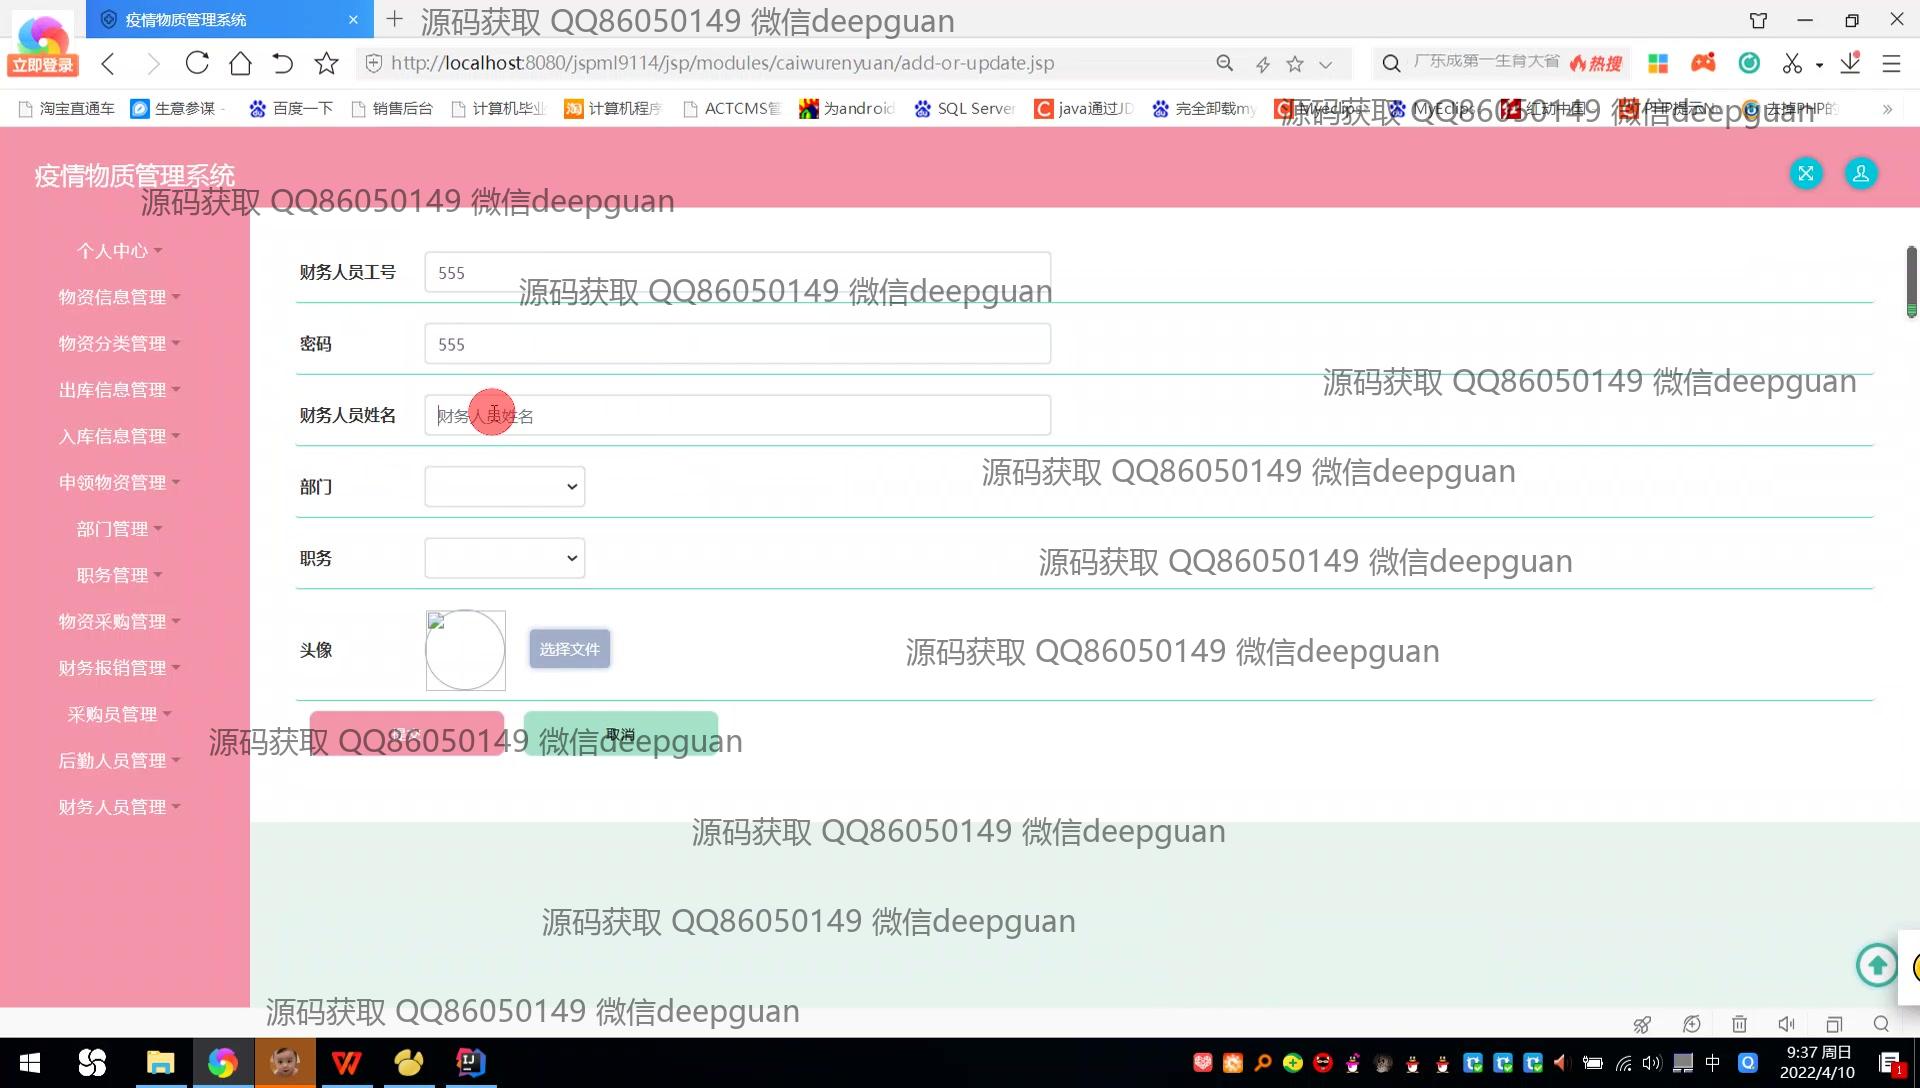 疫情物质管理系统
源码获取 QQ86050149 微信deepguan
立即登录
http://localhost:8080/jspml9114/jsp/modules/caiwurenyuan/add-or-update.jsp
广东成第一生育大省
热搜
淘宝直通车
生意参谋 -
百度一下
销售后台
计算机毕业
计算机程序
ACTCMS管
为android
SQL Server
java通过JD
完全卸载my
MyEclips
源码获取 QQ86050149 微信deepguan
疫情物质管理系统
源码获取 QQ86050149 微信deepguan
个人中心
物资信息管理
物资分类管理
出库信息管理
入库信息管理
申领物资管理
部门管理
职务管理
物资采购管理
财务报销管理
采购员管理
后勤人员管理
财务人员管理
财务人员工号
555
源码获取 QQ86050149 微信deepguan
密码
555
源码获取 QQ86050149 微信deepguan
财务人员姓名
财务人员姓名
源码获取 QQ86050149 微信deepguan
部门
职务
源码获取 QQ86050149 微信deepguan
头像
选择文件
源码获取 QQ86050149 微信deepguan
取消
源码获取 QQ86050149 微信deepguan
源码获取 QQ86050149 微信deepguan
源码获取 QQ86050149 微信deepguan
源码获取 QQ86050149 微信deepguan
中
9:37 周日
2022/4/10
1